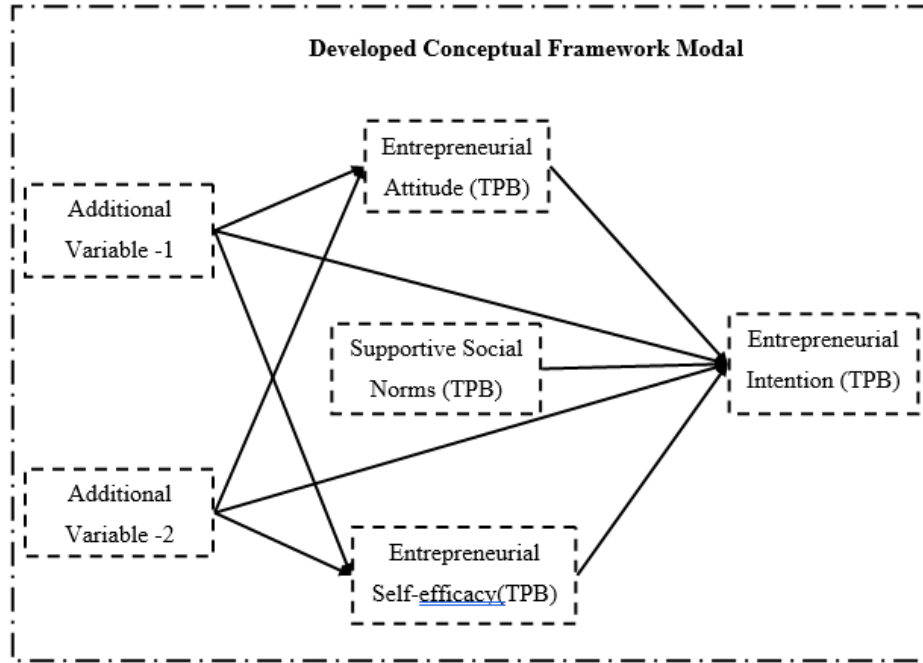 Developed Conceptual Framework Modal
Entrepreneurial
Attitude (TPB)
Additional
Variable -1
Supportive Social
Norms (TPB)
Entrepreneurial
Intention (TPB)
Additional
Variable -2
Entrepreneurial
Self-efficacy(TPB)